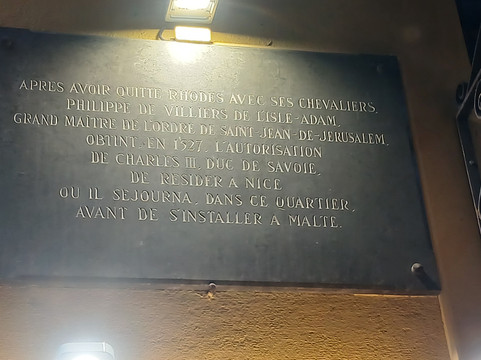 APRES AVOIR QUITTE RHODES AVEC SES CHEVALIERS,
PHILIPPE DE VILLIERS DE L'ISLE-ADAM,
GRAND MAITRE DE L'ORDRE DE SAINT-JEAN-DE-JERUSALEM,
OBTINT, EN 1527, L'AUTORISATION
DE CHARLES III, DUC DE SAVOIE,
DE RESIDER A NICE
OU IL SEJOURNA, DANS CE QUARTIER,
AVANT DE S'INSTALLER A MALTE.